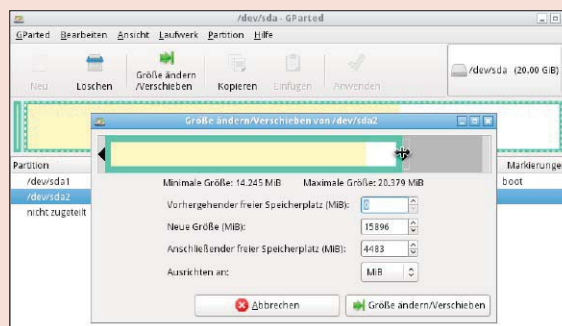 /dev/sda - GParted
GParted Bearbeiten Ansicht Laufwerk Partition Hilfe
Neu Löschen Größe ändern /Verschieben Kopieren Einfügen Anwenden /dev/sda (20.00 GiB)
Größe ändern/Verschieben von /dev/sda2
Partition Markierunge
/dev/sda1 boot
/dev/sda2
nicht zugeteilt
Minimale Größe: 14.245 MiB Maximale Größe: 20.379 MiB
Vorhergehender freier Speicherplatz (MiB): 0
Neue Größe (MiB): 15896
Anschließender freier Speicherplatz (MiB): 4483
Ausrichten an: MiB
Abbrechen Größe ändern/Verschieben